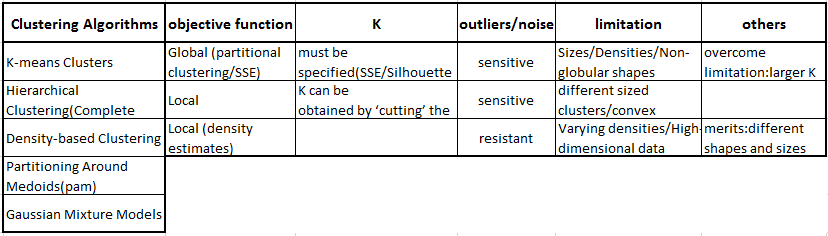 Clustering Algorithms objective function K outliers/noise limitation others
K-means Clusters
Global (partitional
clustering/SSE)
must be
specified(SSE/Silhouette
sensitive
Sizes/Densities/Non-
globular shapes
overcome
limitation:larger K
Hierarchical
Clustering(Complete
Local
K can be
obtained by ‘cutting’ the
sensitive
different sized
clusters/convex
Density-based Clustering
Local (density
estimates)
resistant
Varying densities/High-
dimensional data
merits:different
shapes and sizes
Partitioning Around
Medoids(pam)
Gaussian Mixture Models